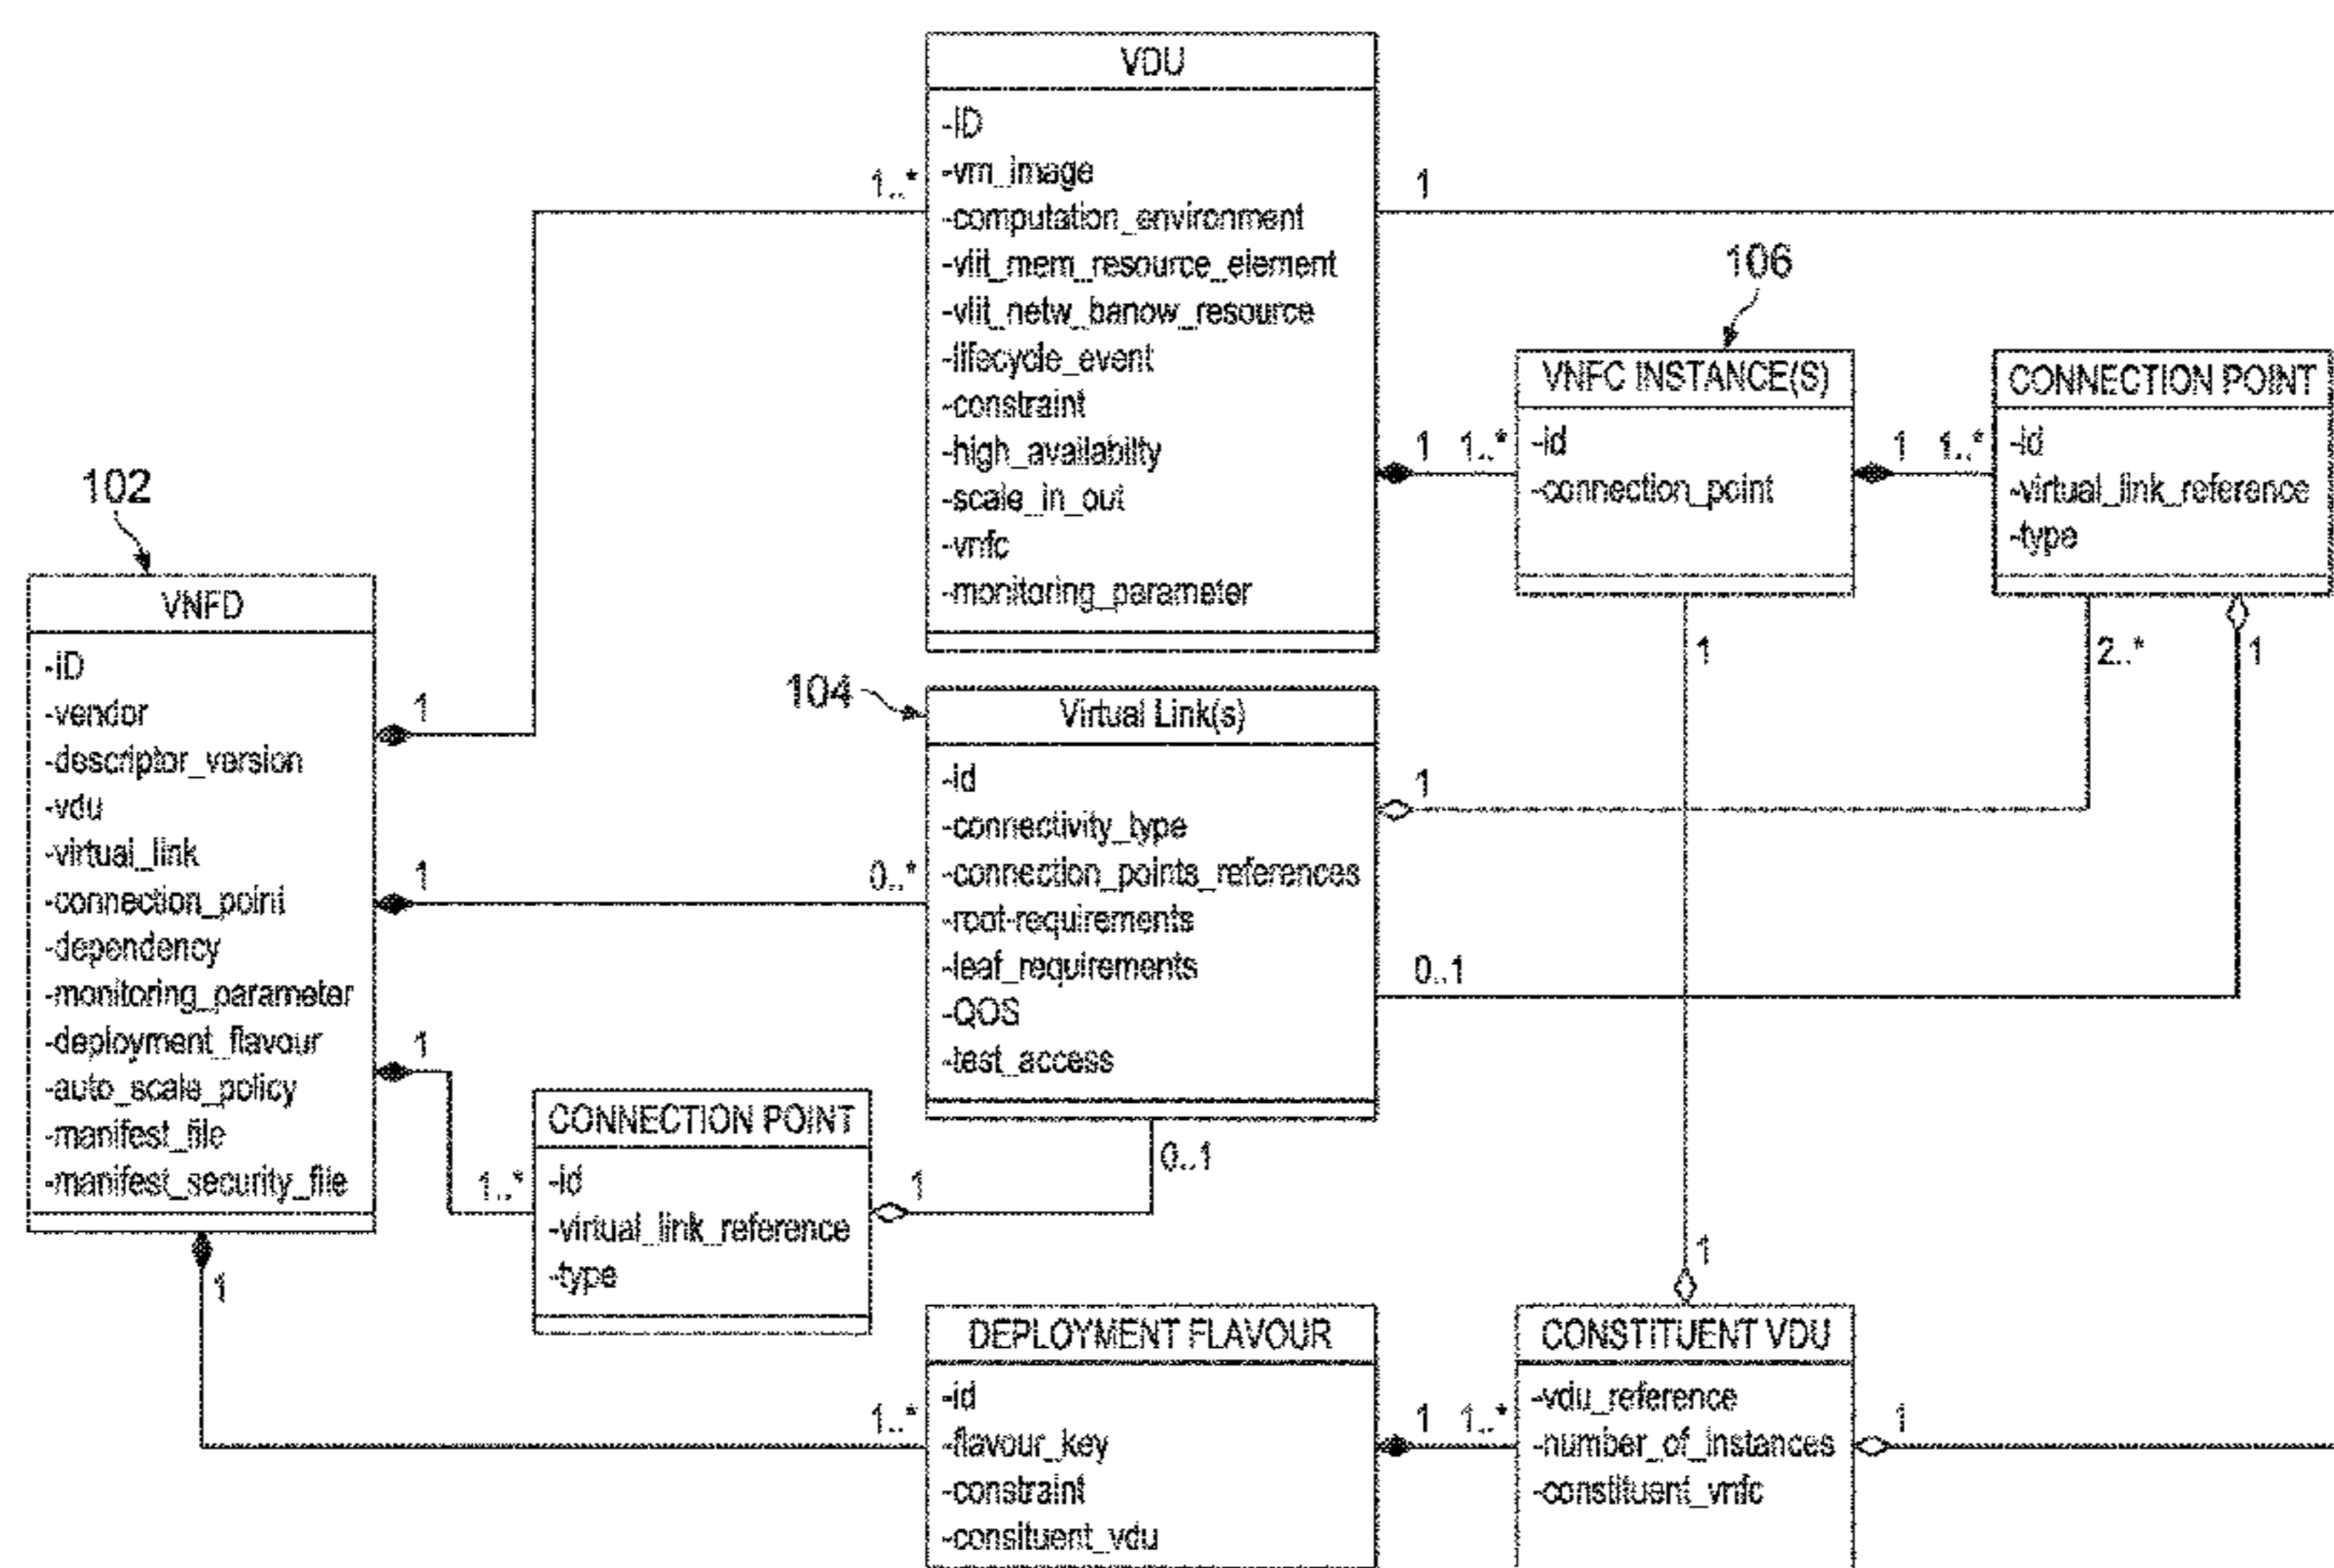 VDU
-ID
-vm_image
-computation_environment
-vlit_mem_resource_element
-vlit_netw_banow_resource
-lifecycle_event
-constraint
-high_availabilty
-scale_in_out
-vnfc
-monitoring_parameter
1..*
1
106
VNFC INSTANCE(S)
-id
-connection_point
1 1..*
CONNECTION POINT
-id
-virtual_link_reference
-type
1 1..*
102
VNFD
-ID
-vendor
-descriptor_version
-vdu
-virtual_link
-connection_point
-dependency
-monitoring_parameter
-deployment_flavour
-auto_scale_policy
-manifest_file
-manifest_security_file
1
1
1
1
104
Virtual Link(s)
-id
-connectivity_type
-connection_points_references
-root-requirements
-leaf_requirements
-QOS
-test_access
0..*
1
2..*
1
0..1
1
0..1
CONNECTION POINT
-id
-virtual_link_reference
-type
1..*
1
DEPLOYMENT FLAVOUR
-id
-flavour_key
-constraint
-consituent_vdu
1..*
1 1..*
CONSTITUENT VDU
-vdu_reference
-number_of_instances
-constituent_vnfc
1
1